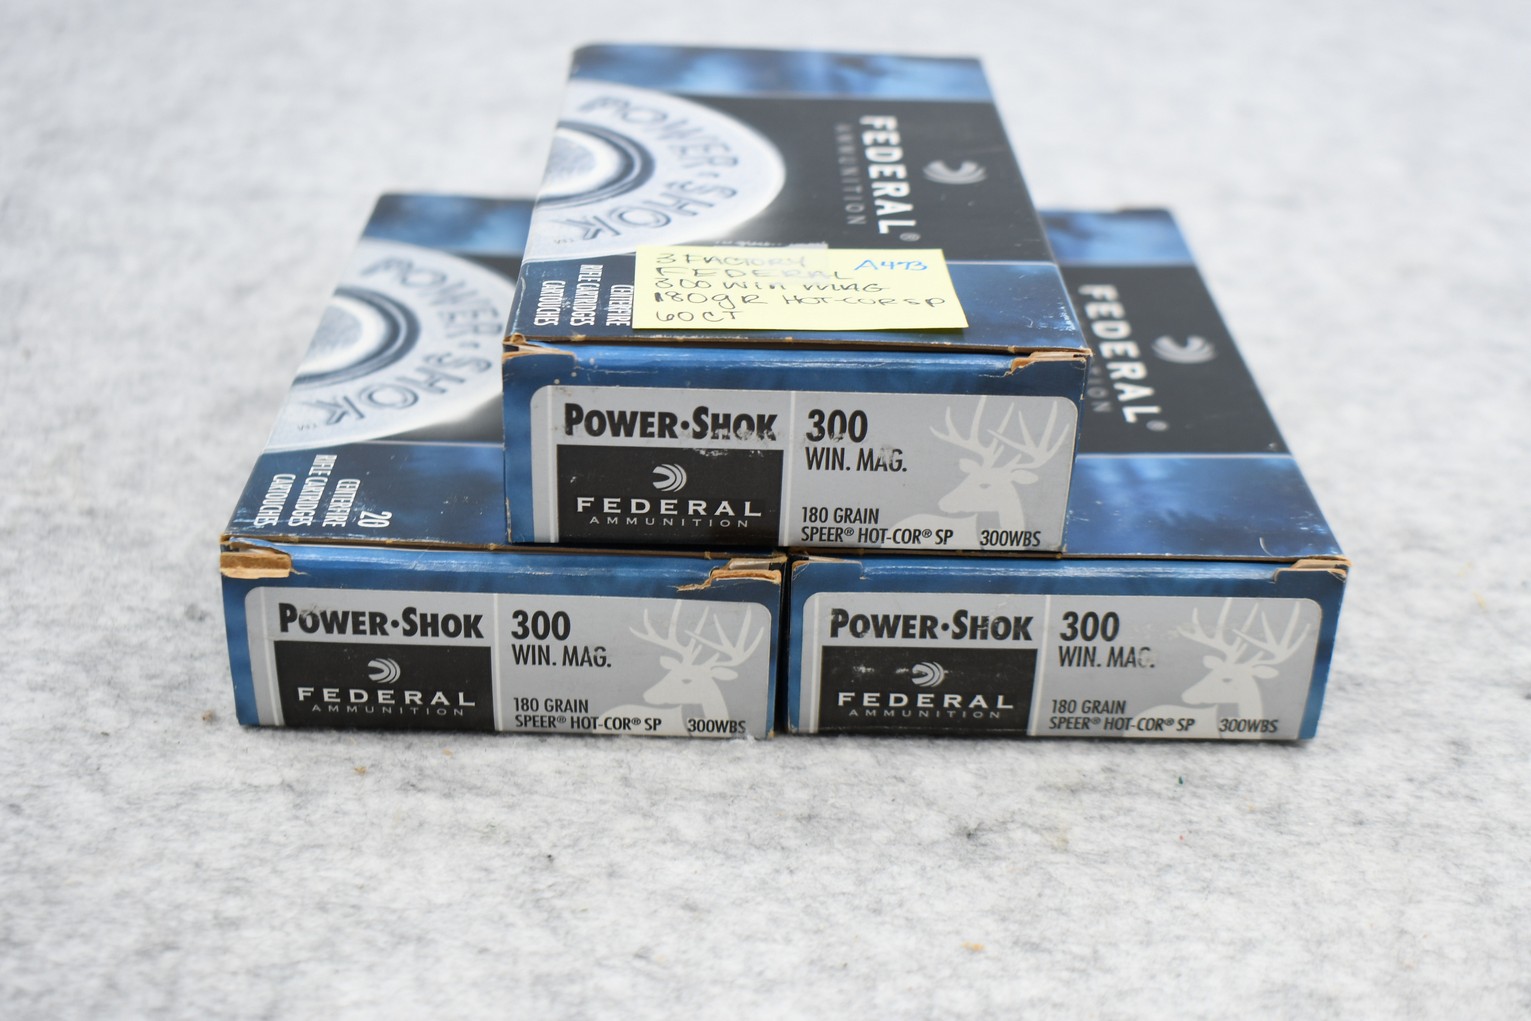 POWER•SHOK
FEDERAL®
AMMUNITION
CENTERFIRE
RIFLE CARTRIDGES
CARTOUCHES
3 FACTORY A473
FEDERAL
300 WIN MAG
180gR HOT-COR SP
60 CT
POWER•SHOK
FEDERAL
AMMUNITION
300
WIN. MAG.
180 GRAIN
SPEER® HOT-COR® SP 300WBS
POWER•SHOK
20
CENTERFIRE
RIFLE CARTRIDGES
CARTOUCHES
FEDERAL®
POWER•SHOK
FEDERAL
AMMUNITION
300
WIN. MAG.
180 GRAIN
SPEER® HOT-COR® SP 300WBS
POWER•SHOK
FEDERAL
AMMUNITION
300
WIN. MAG.
180 GRAIN
SPEER® HOT-COR® SP 300WBS